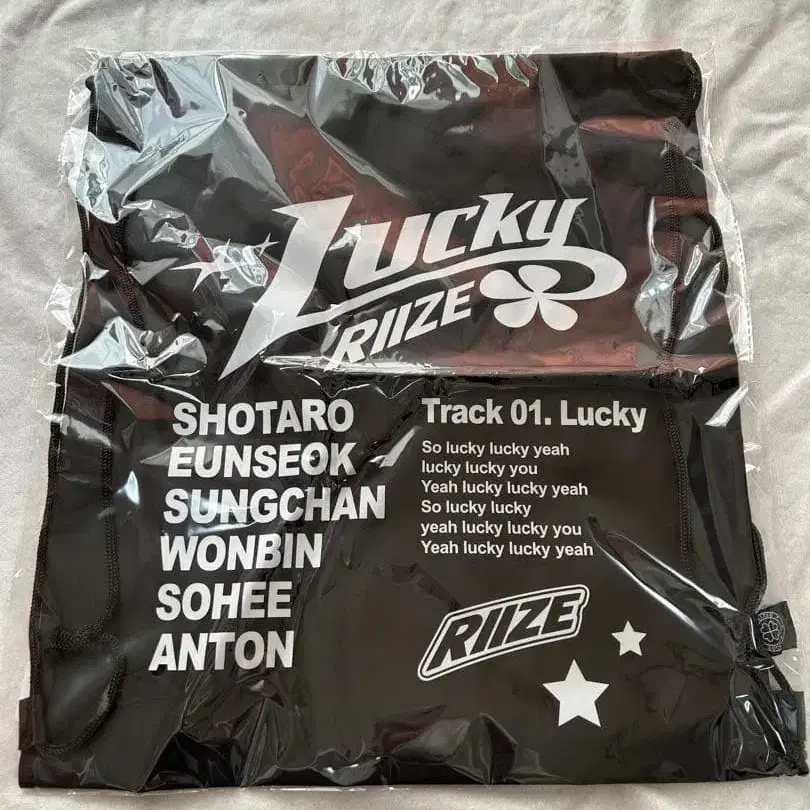 Lucky
RIIZE
SHOTARO
EUNSEOK
SUNGCHAN
WONBIN
SOHEE
ANTON
Track 01. Lucky
So lucky lucky yeah
lucky lucky you
Yeah lucky lucky yeah
So lucky lucky
yeah lucky lucky you
Yeah lucky lucky yeah
RIIZE